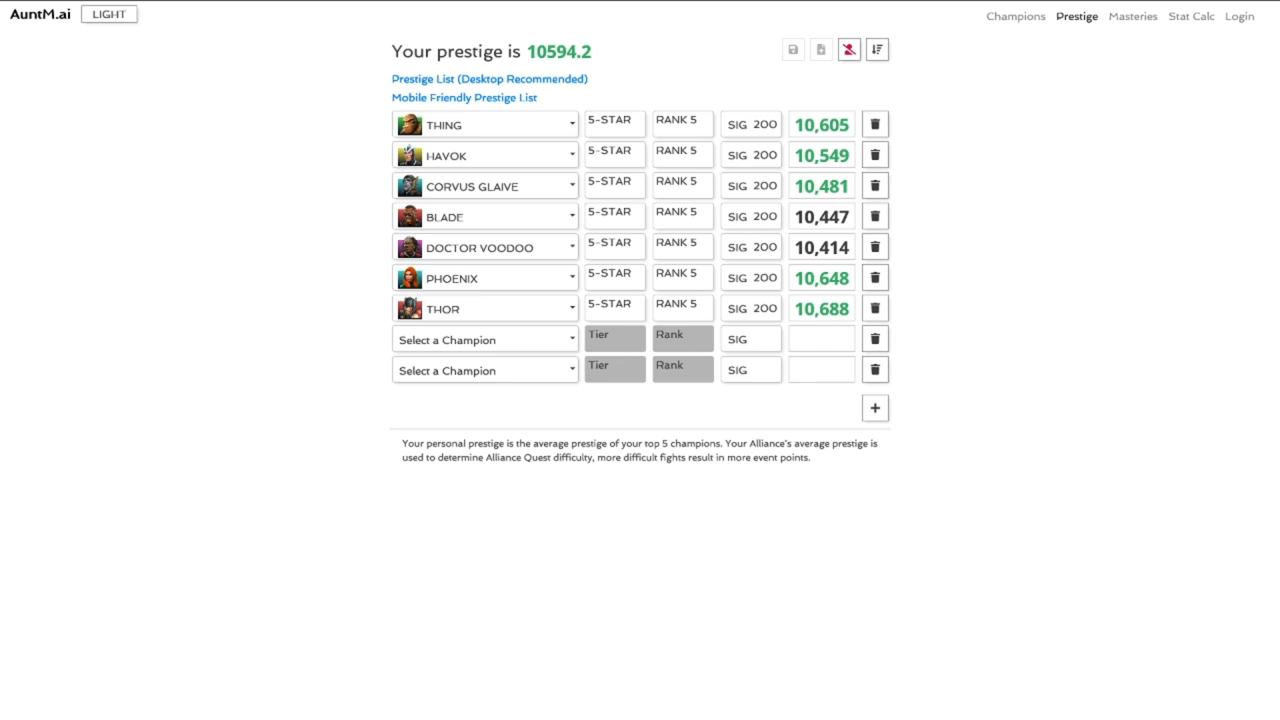 AuntM.ai LIGHT Champions Prestige Masteries Stat Calc Login
Your prestige is 10594.2
Prestige List (Desktop Recommended)
Mobile Friendly Prestige List
THING 5-STAR RANK 5 SIG 200 10,605
HAVOK 5-STAR RANK 5 SIG 200 10,549
CORVUS GLAIVE 5-STAR RANK 5 SIG 200 10,481
BLADE 5-STAR RANK 5 SIG 200 10,447
DOCTOR VOODOO 5-STAR RANK 5 SIG 200 10,414
PHOENIX 5-STAR RANK 5 SIG 200 10,648
THOR 5-STAR RANK 5 SIG 200 10,688
Select a Champion Tier Rank SIG
Select a Champion Tier Rank SIG
+
Your personal prestige is the average prestige of your top 5 champions. Your Alliance's average prestige is
used to determine Alliance Quest difficulty, more difficult fights result in more event points.